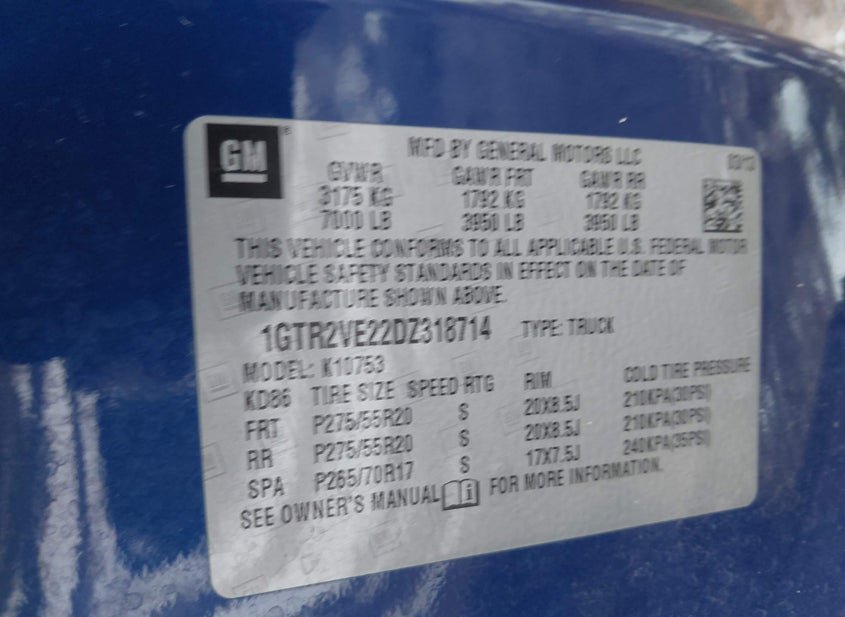 GM
MFD BY GENERAL MOTORS LLC
03/13
GVWR GAWR FRT GAWR RR
3175 KG 1792 KG 1792 KG
7000 LB 3950 LB 3950 LB
THIS VEHICLE CONFORMS TO ALL APPLICABLE U.S. FEDERAL MOTOR
VEHICLE SAFETY STANDARDS IN EFFECT ON THE DATE OF
MANUFACTURE SHOWN ABOVE.
1GTR2VE22DZ318714 TYPE: TRUCK
MODEL: K10753
KD86 TIRE SIZE SPEED RTG RIM COLD TIRE PRESSURE
FRT P275/55R20 S 20X8.5J 210KPA(30PSI)
RR P275/55R20 S 20X8.5J 210KPA(30PSI)
SPA P265/70R17 S 17X7.5J 240KPA(35PSI)
SEE OWNER'S MANUAL FOR MORE INFORMATION.